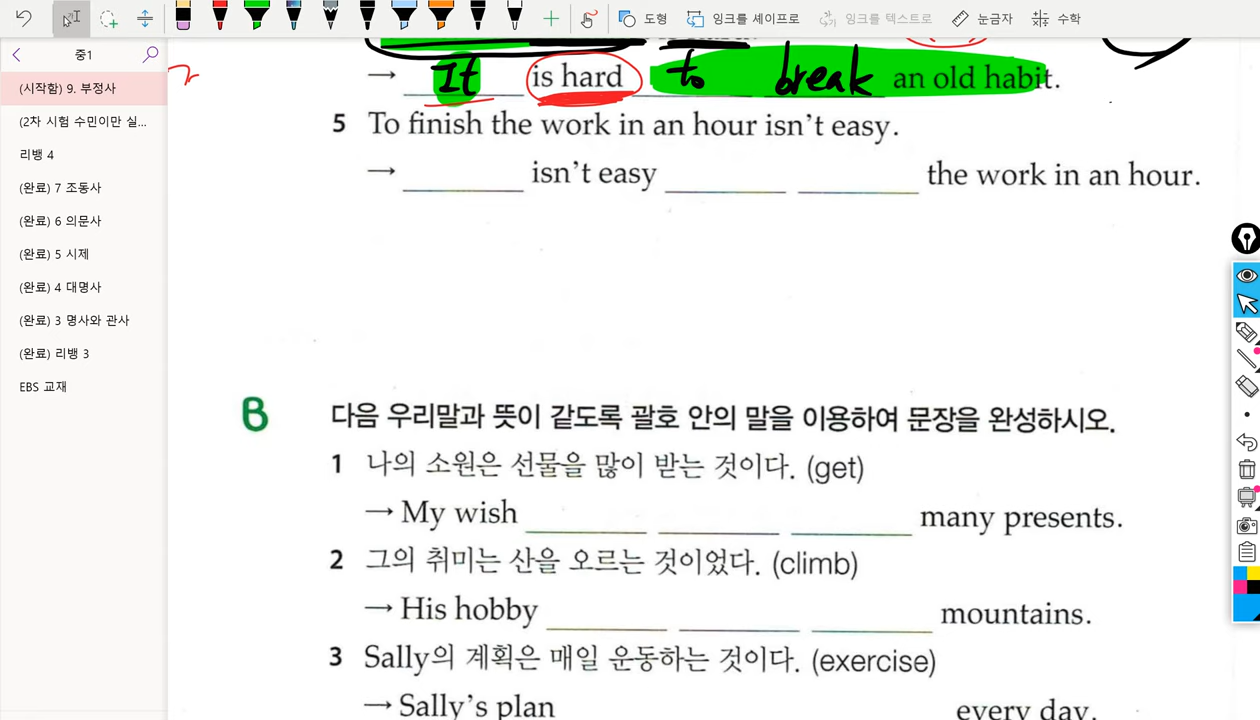 도형 잉크를 셰이프로 잉크를 텍스트로 눈금자 수학
중1
(시작함) 9. 부정사
(2차 시험 수민이만 실...
리뱅 4
(완료) 7 조동사
(완료) 6 의문사
(완료) 5 시제
(완료) 4 대명사
(완료) 3 명사와 관사
(완료) 리뱅 3
EBS 교재
→ It is hard to break an old habit.
5 To finish the work in an hour isn't easy.
→ ________ isn't easy ________ ________ the work in an hour.
B 다음 우리말과 뜻이 같도록 괄호 안의 말을 이용하여 문장을 완성하시오.
1 나의 소원은 선물을 많이 받는 것이다. (get)
→ My wish ________ ________ ________ many presents.
2 그의 취미는 산을 오르는 것이었다. (climb)
→ His hobby ________ ________ ________ mountains.
3 Sally의 계획은 매일 운동하는 것이다. (exercise)
→ Sally's plan every day.